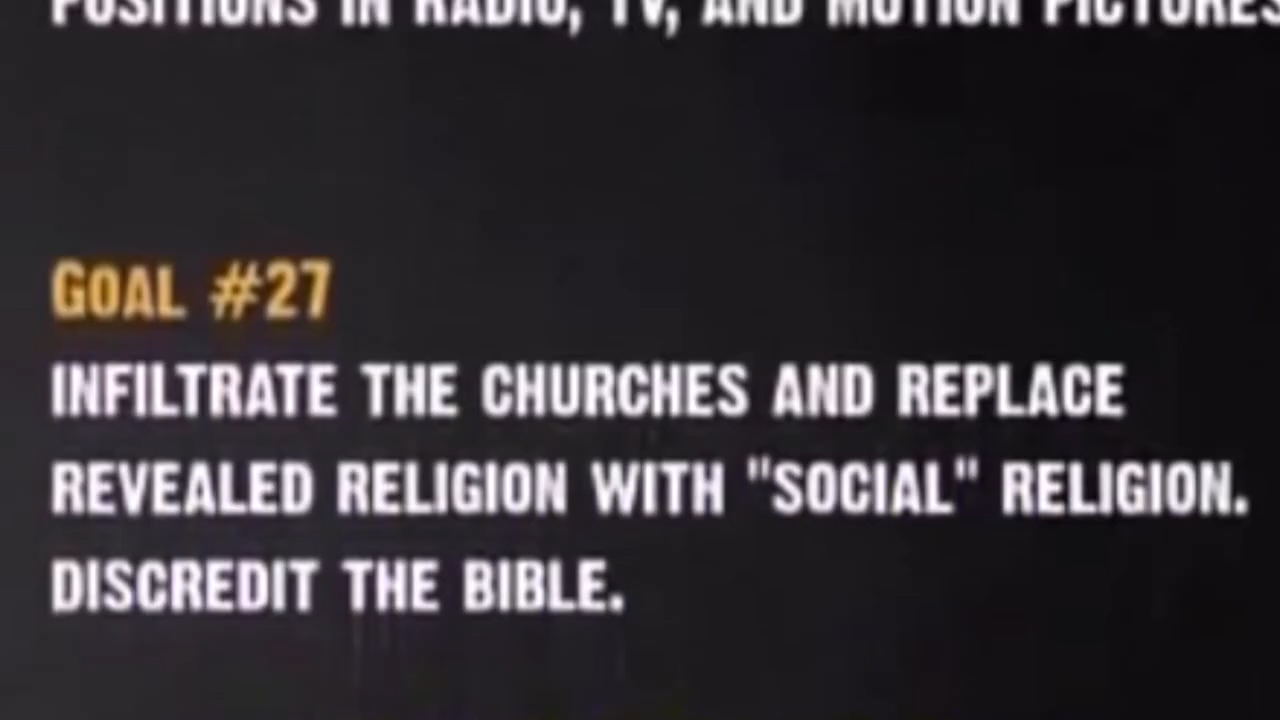 POSITIONS IN RADIO, TV, AND MOTION PICTURES
GOAL #27
INFILTRATE THE CHURCHES AND REPLACE
REVEALED RELIGION WITH "SOCIAL" RELIGION.
DISCREDIT THE BIBLE.